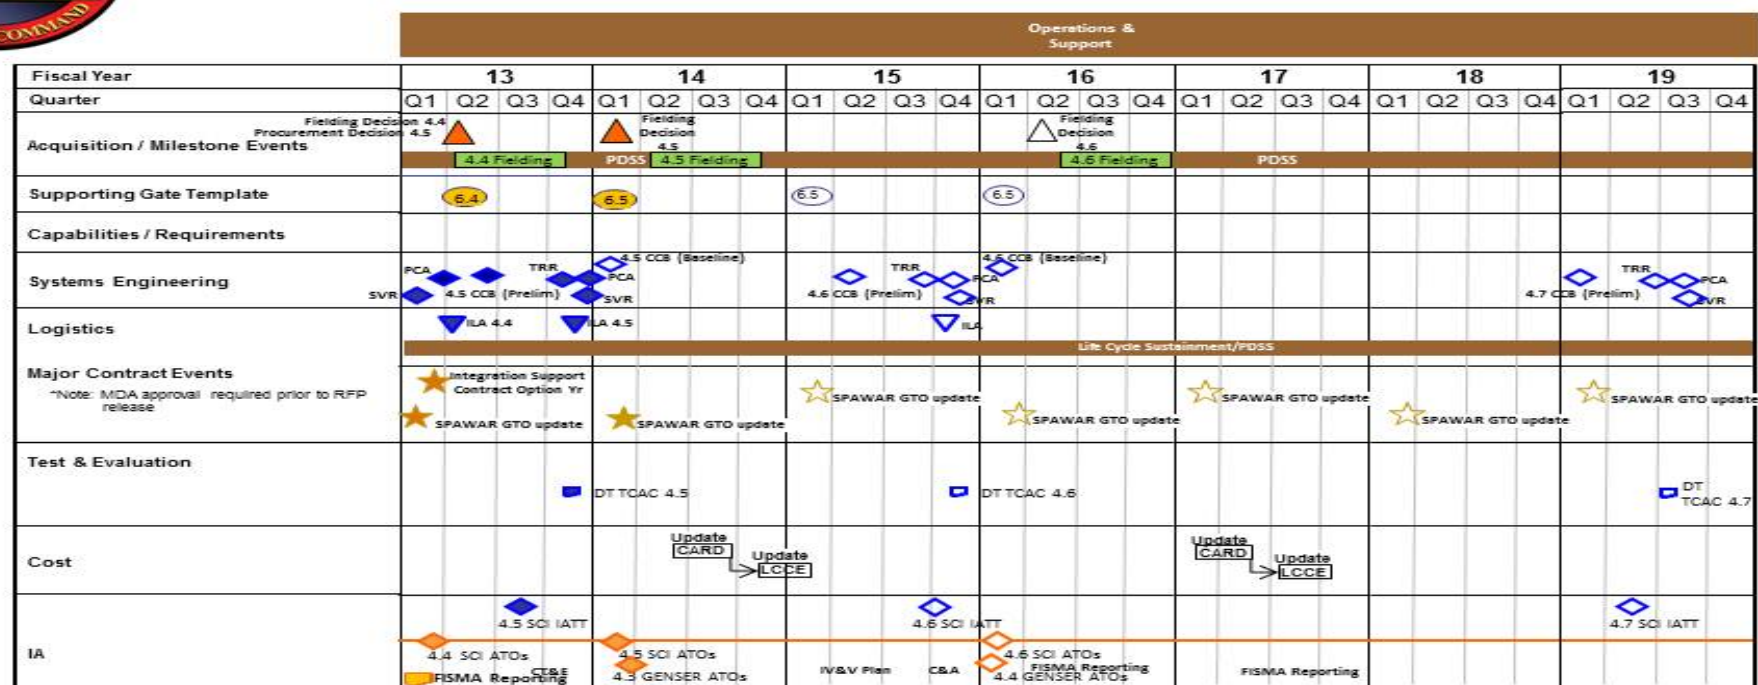 COMMAND
Operations &
Support
Fiscal Year 13 14 15 16 17 18 19
Quarter Q1 Q2 Q3 Q4 Q1 Q2 Q3 Q4 Q1 Q2 Q3 Q4 Q1 Q2 Q3 Q4 Q1 Q2 Q3 Q4 Q1 Q2 Q3 Q4 Q1 Q2 Q3 Q4
Acquisition / Milestone Events
Fielding Decision 4.4
Procurement Decision 4.5
Fielding
Decision
4.5
Fielding
Decision
4.6
4.4 Fielding PDSS 4.5 Fielding 4.6 Fielding PDSS
Supporting Gate Template 6.4 6.5 6.5 6.5
Capabilities / Requirements
Systems Engineering
4.5 CCB (Baseline) 4.6 CCB (Baseline)
PCA TRR PCA TRR PCA TRR PCA
SVR 4.5 CCB (Prelim) SVR 4.6 CCB (Prelim) SVR 4.7 CCB (Prelim) SVR
Logistics ILA 4.4 ILA 4.5 ILA
Life Cycle Sustainment/PDSS
Major Contract Events
*Note: MDA approval required prior to RFP
release
Integration Support
Contract Option Yr
SPAWAR GTO update SPAWAR GTO update SPAWAR GTO update SPAWAR GTO update SPAWAR GTO update SPAWAR GTO update SPAWAR GTO update
Test & Evaluation
DT TCAC 4.5 DT TCAC 4.6 DT
TCAC 4.7
Cost
Update
CARD
Update
LCCE
Update
CARD
Update
LCCE
IA
4.5 SCI IATT 4.6 SCI IATT 4.7 SCI IATT
4.4 SCI ATOs 4.5 SCI ATOs 4.6 SCI ATOs
CT&E IV&V Plan C&A FISMA Reporting FISMA Reporting
FISMA Reporting 4.3 GENSER ATOs 4.4 GENSER ATOs